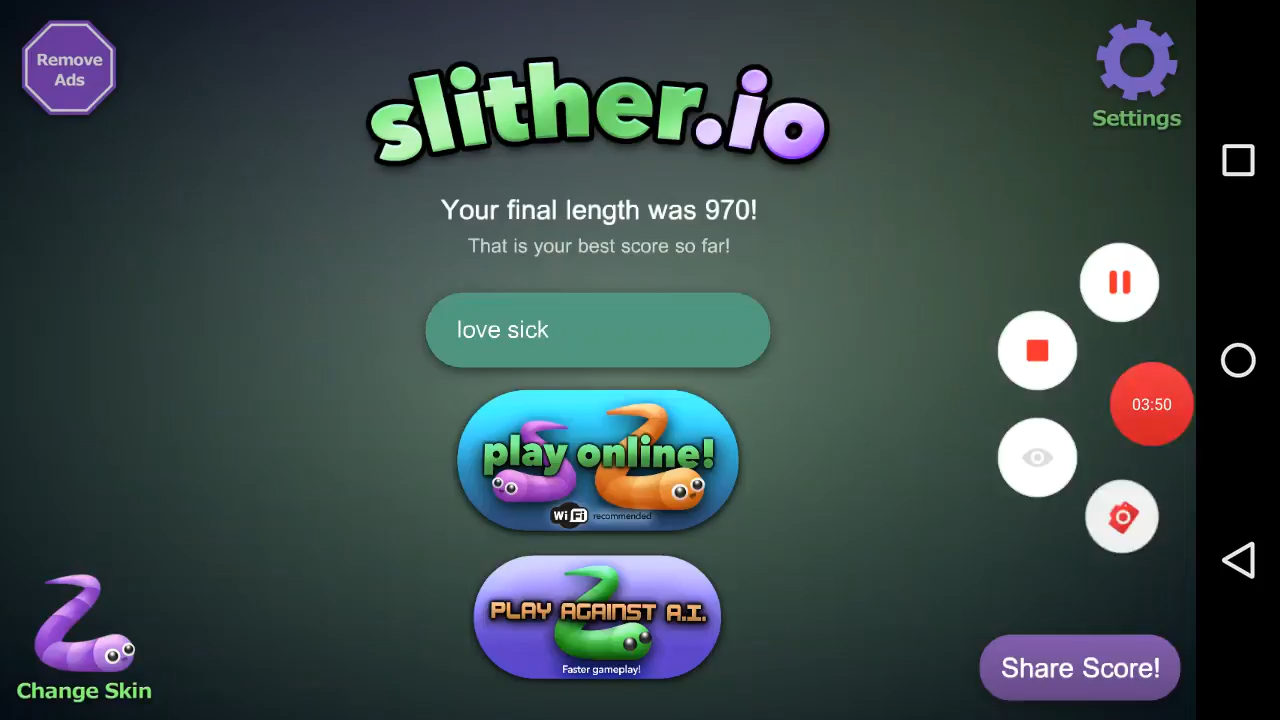 Remove
Ads
slither.io
Settings
Your final length was 970!
That is your best score so far!
love sick
play online!
WiFi recommended
03:50
PLAY AGAINST A.I.
Faster gameplay!
Change Skin
Share Score!